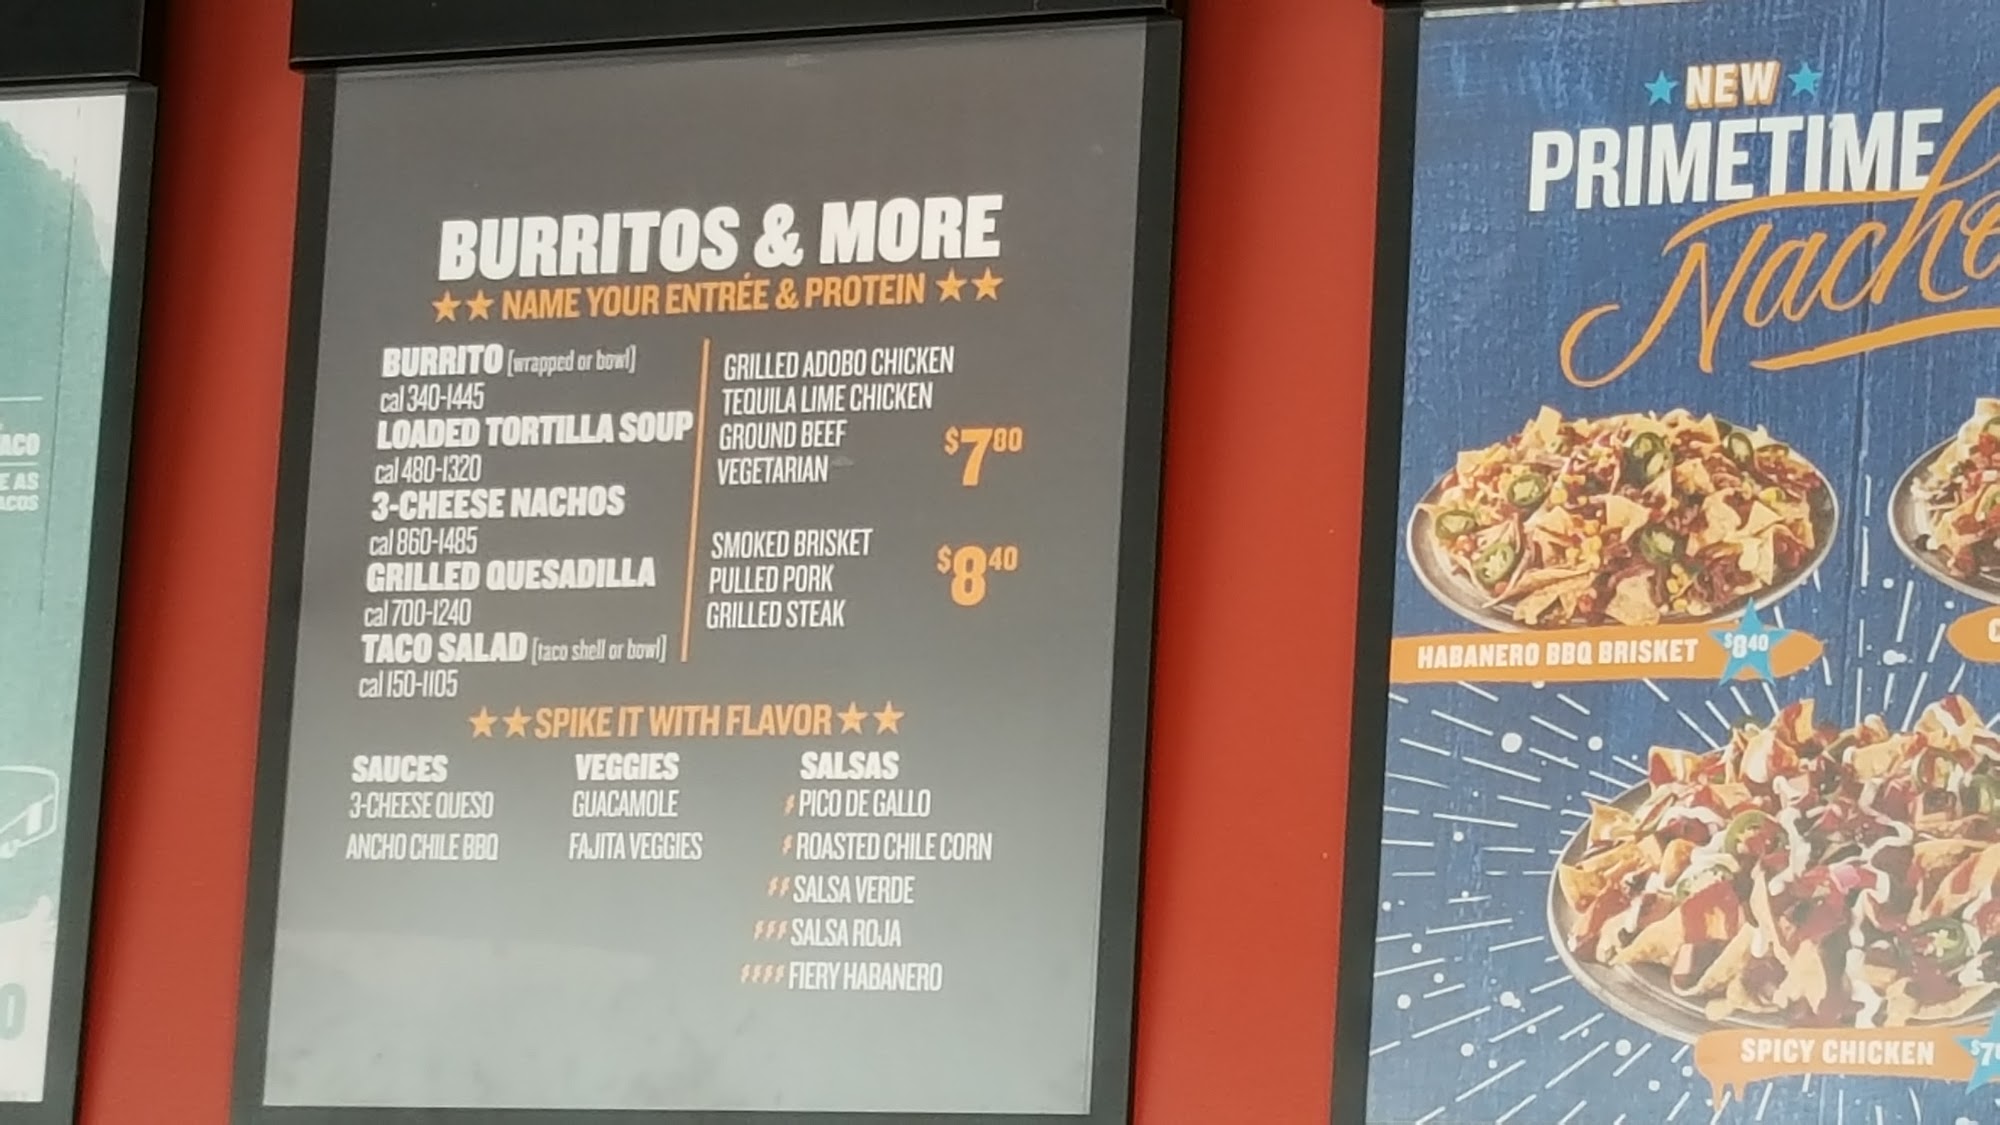 ACO
E AS
ACOS
0
BURRITOS & MORE
NAME YOUR ENTRÉE & PROTEIN
BURRITO [wrapped or bowl]
cal 340-1445
LOADED TORTILLA SOUP
cal 480-1320
3-CHEESE NACHOS
cal 860-1485
GRILLED QUESADILLA
cal 700-1240
TACO SALAD [taco shell or bowl]
cal 150-1105
GRILLED ADOBO CHICKEN
TEQUILA LIME CHICKEN
GROUND BEEF
VEGETARIAN
$7 80
SMOKED BRISKET
PULLED PORK
GRILLED STEAK
$8 40
SPIKE IT WITH FLAVOR
SAUCES
3-CHEESE QUESO
ANCHO CHILE BBQ
VEGGIES
GUACAMOLE
FAJITA VEGGIES
SALSAS
PICO DE GALLO
ROASTED CHILE CORN
SALSA VERDE
SALSA ROJA
FIERY HABANERO
NEW
PRIMETIME
Nacho
HABANERO BBQ BRISKET $8 40
SPICY CHICKEN